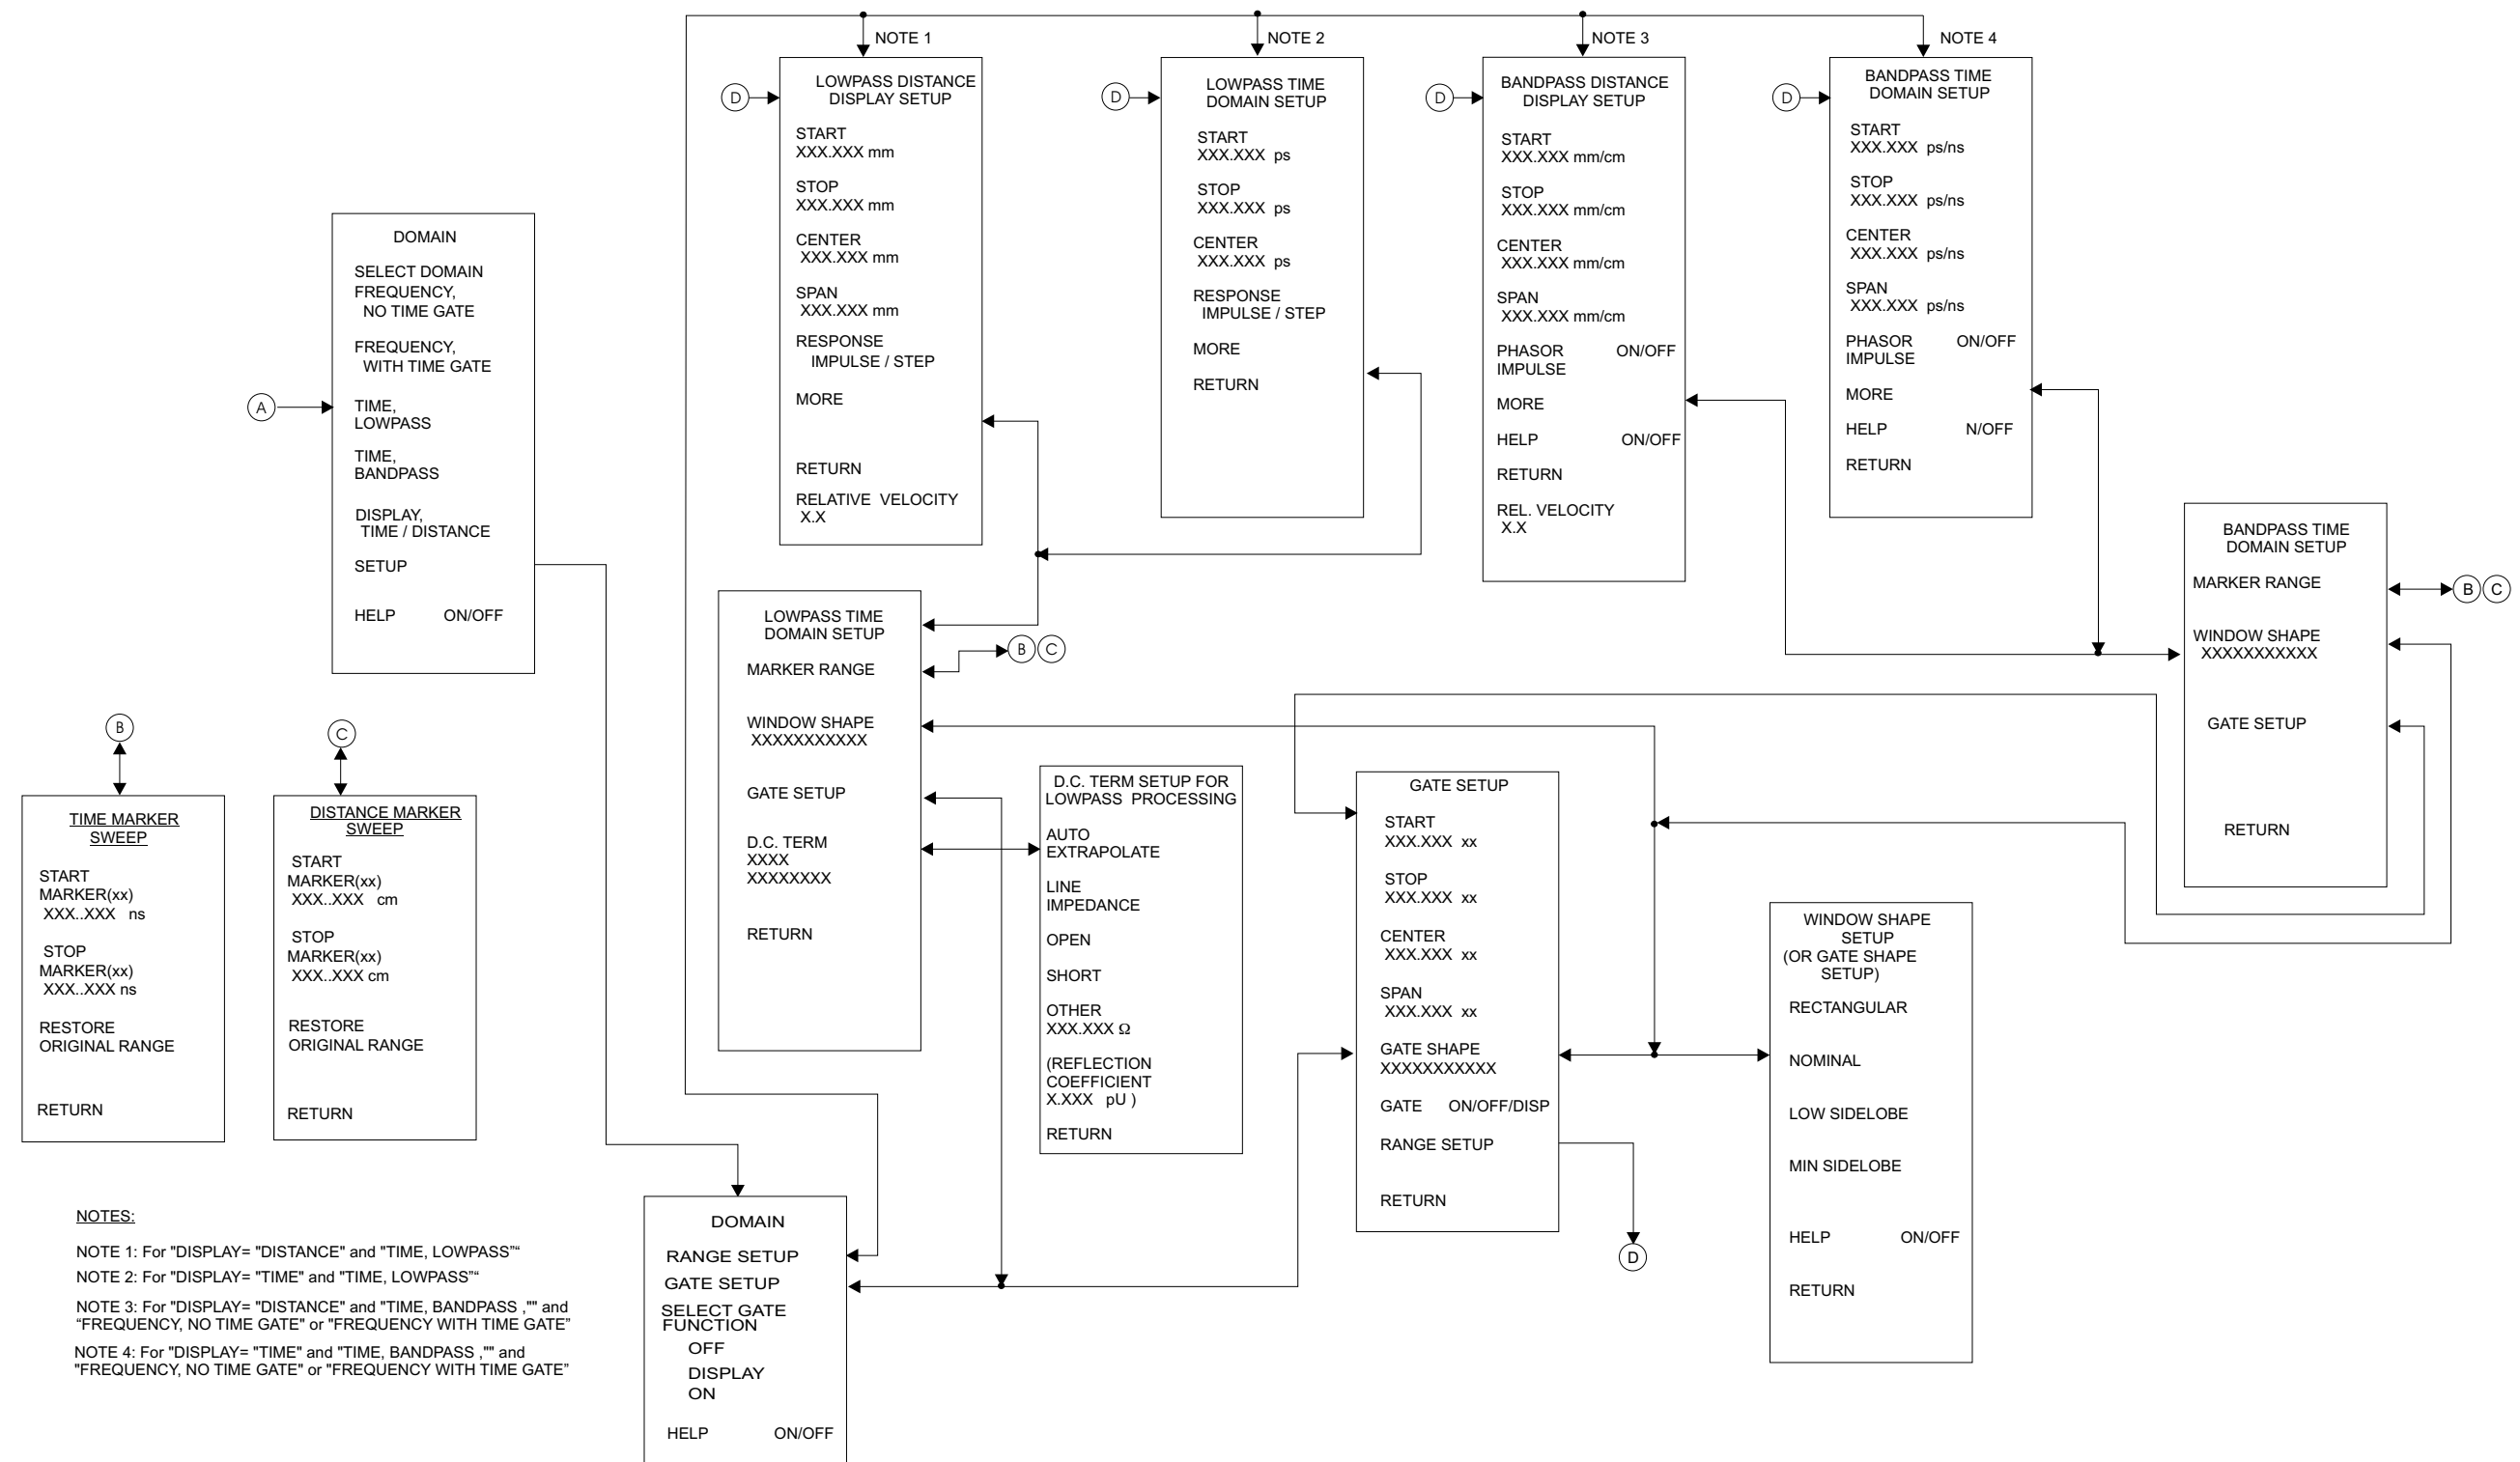 NOTE 1
NOTE 2
NOTE 3
NOTE 4
D
LOWPASS DISTANCE
DISPLAY SETUP
START
XXX.XXX mm
STOP
XXX.XXX mm
CENTER
XXX.XXX mm
SPAN
XXX.XXX mm
RESPONSE
IMPULSE / STEP
MORE
RETURN
RELATIVE VELOCITY
X.X
D
LOWPASS TIME
DOMAIN SETUP
START
XXX.XXX ps
STOP
XXX.XXX ps
CENTER
XXX.XXX ps
RESPONSE
IMPULSE / STEP
MORE
RETURN
D
BANDPASS DISTANCE
DISPLAY SETUP
START
XXX.XXX mm/cm
STOP
XXX.XXX mm/cm
CENTER
XXX.XXX mm/cm
SPAN
XXX.XXX mm/cm
PHASOR ON/OFF
IMPULSE
MORE
HELP ON/OFF
RETURN
REL. VELOCITY
X.X
D
BANDPASS TIME
DOMAIN SETUP
START
XXX.XXX ps/ns
STOP
XXX.XXX ps/ns
CENTER
XXX.XXX ps/ns
SPAN
XXX.XXX ps/ns
PHASOR ON/OFF
IMPULSE
MORE
HELP N/OFF
RETURN
A
DOMAIN
SELECT DOMAIN
FREQUENCY,
NO TIME GATE
FREQUENCY,
WITH TIME GATE
TIME,
LOWPASS
TIME,
BANDPASS
DISPLAY,
TIME / DISTANCE
SETUP
HELP ON/OFF
BANDPASS TIME
DOMAIN SETUP
MARKER RANGE
WINDOW SHAPE
XXXXXXXXXXX
GATE SETUP
RETURN
B C
LOWPASS TIME
DOMAIN SETUP
MARKER RANGE
WINDOW SHAPE
XXXXXXXXXXX
GATE SETUP
D.C. TERM
XXXX
XXXXXXXX
RETURN
B C
B
TIME MARKER
SWEEP
START
MARKER(xx)
XXX..XXX ns
STOP
MARKER(xx)
XXX..XXX ns
RESTORE
ORIGINAL RANGE
RETURN
C
DISTANCE MARKER
SWEEP
START
MARKER(xx)
XXX..XXX cm
STOP
MARKER(xx)
XXX..XXX cm
RESTORE
ORIGINAL RANGE
RETURN
D.C. TERM SETUP FOR
LOWPASS PROCESSING
AUTO
EXTRAPOLATE
LINE
IMPEDANCE
OPEN
SHORT
OTHER
XXX.XXX Ω
(REFLECTION
COEFFICIENT
X.XXX pU )
RETURN
GATE SETUP
START
XXX.XXX xx
STOP
XXX.XXX xx
CENTER
XXX.XXX xx
SPAN
XXX.XXX xx
GATE SHAPE
XXXXXXXXXXX
GATE ON/OFF/DISP
RANGE SETUP
RETURN
D
WINDOW SHAPE
SETUP
(OR GATE SHAPE
SETUP)
RECTANGULAR
NOMINAL
LOW SIDELOBE
MIN SIDELOBE
HELP ON/OFF
RETURN
DOMAIN
RANGE SETUP
GATE SETUP
SELECT GATE
FUNCTION
OFF
DISPLAY
ON
HELP ON/OFF
NOTES:
NOTE 1: For "DISPLAY= "DISTANCE" and "TIME, LOWPASS”“
NOTE 2: For "DISPLAY= "TIME" and "TIME, LOWPASS”“
NOTE 3: For "DISPLAY= "DISTANCE" and "TIME, BANDPASS ,"" and
“FREQUENCY, NO TIME GATE" or "FREQUENCY WITH TIME GATE”
NOTE 4: For "DISPLAY= "TIME" and "TIME, BANDPASS ,"" and
"FREQUENCY, NO TIME GATE" or "FREQUENCY WITH TIME GATE”